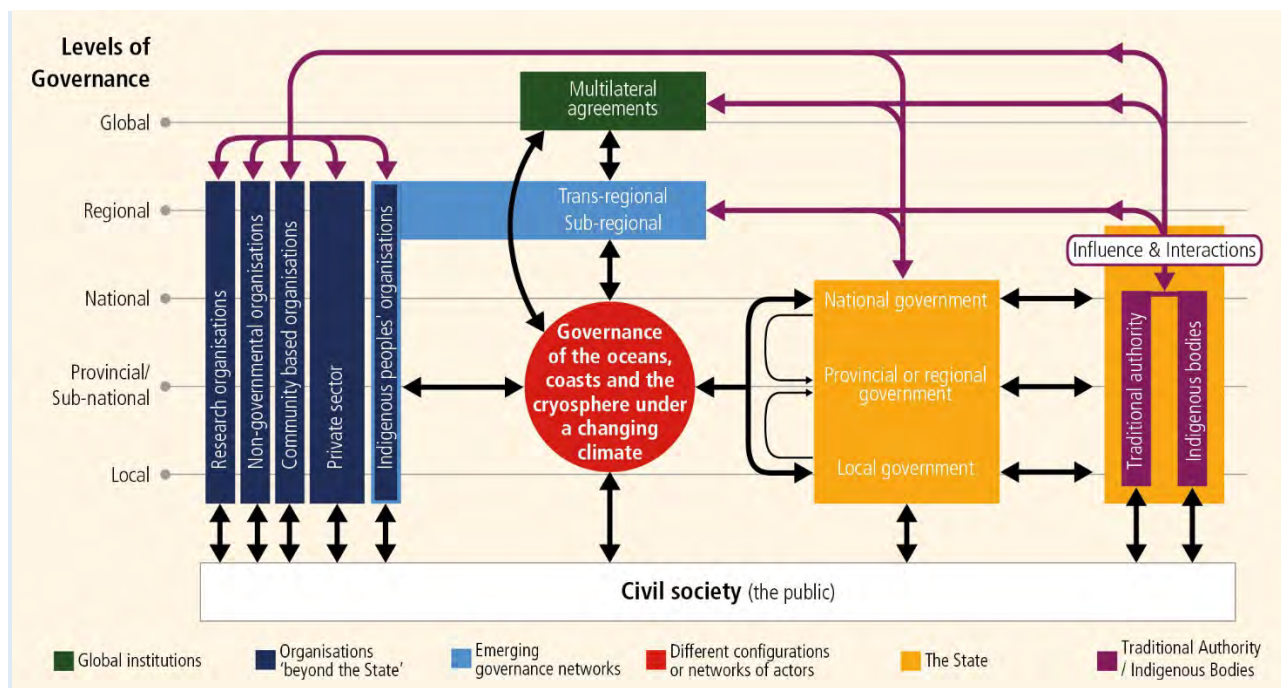 Levels of
Governance
Global
Regional
National
Provincial/
Sub-national
Local
Multilateral
agreements
Trans-regional
Sub-regional
Research organisations
Non-governmental organisations
Community based organisations
Private sector
Indigenous peoples' organisations
Governance
of the oceans,
coasts and the
cryosphere under
a changing
climate
National government
Provincial or regional
government
Local government
Influence & Interactions
Traditional authority
Indigenous bodies
Civil society (the public)
Global institutions
Organisations
'beyond the State'
Emerging
governance networks
Different configurations
or networks of actors
The State
Traditional Authority
/ Indigenous Bodies